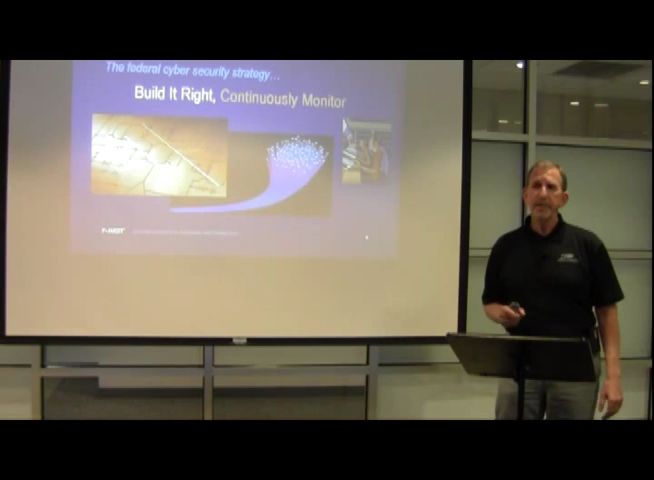 The federal cyber security strategy…
Build It Right, Continuously Monitor